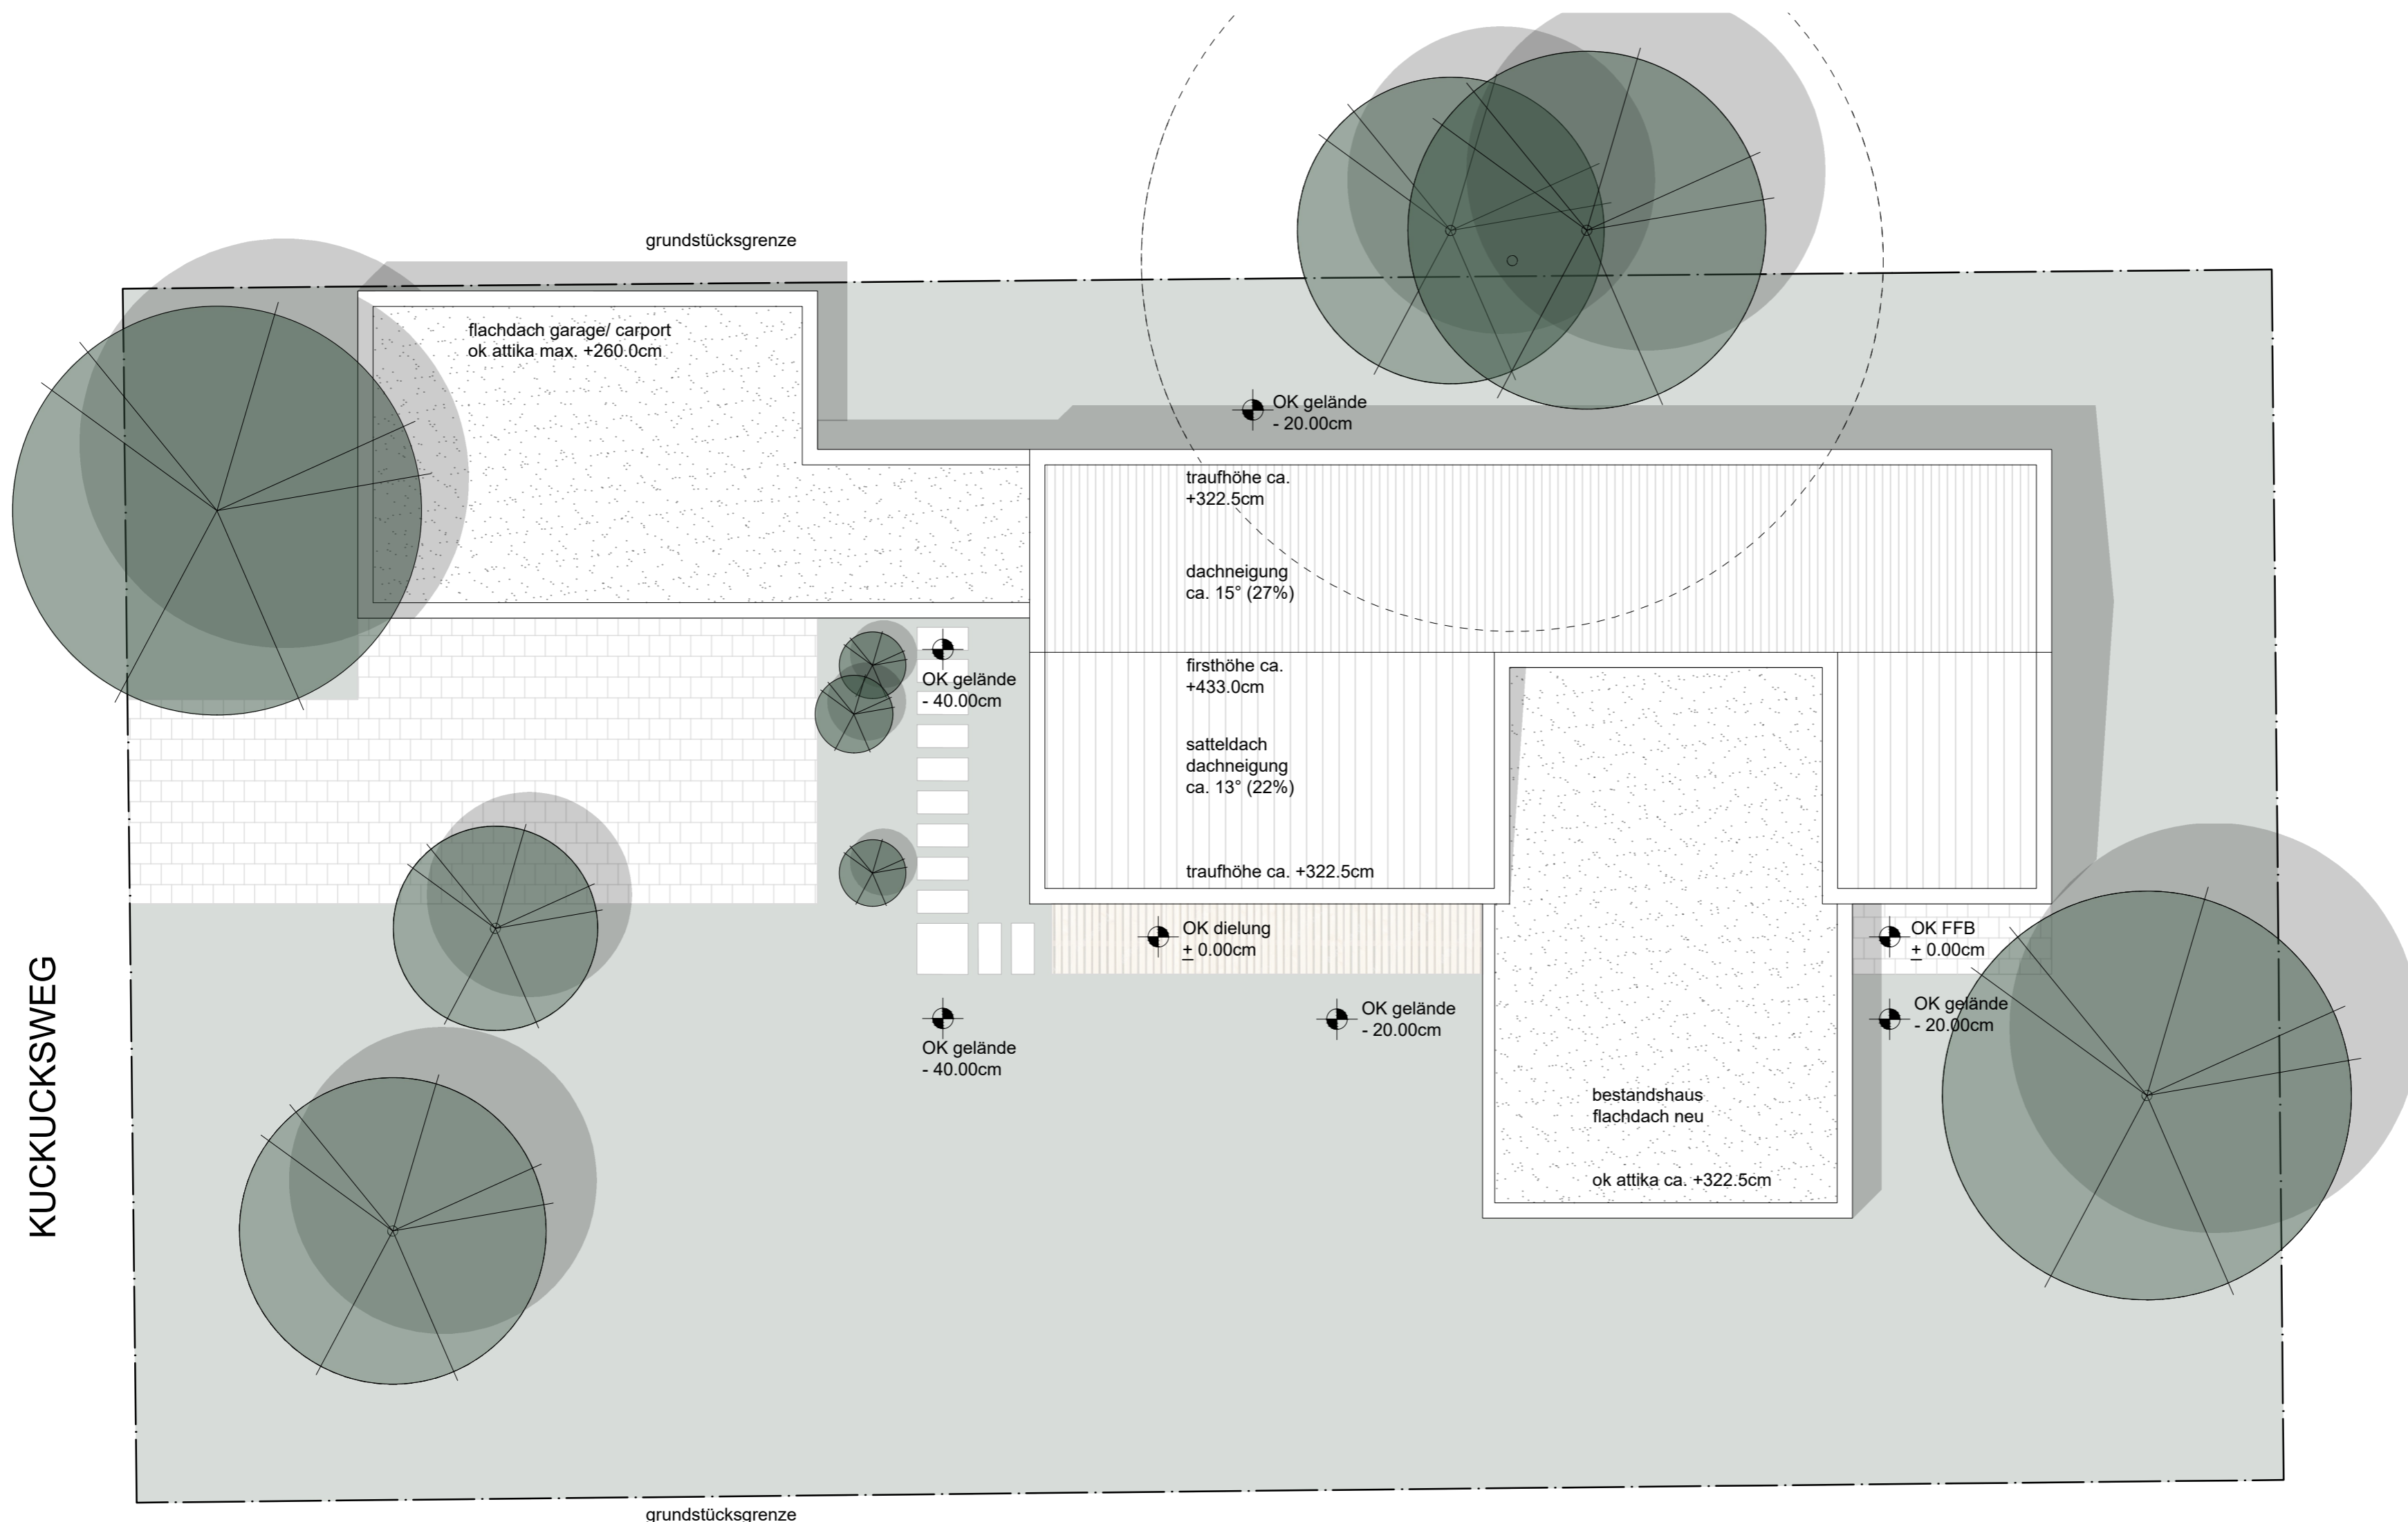 grundstücksgrenze
flachdach garage/ carport
ok attika max. +260.0cm
OK gelände
- 20.00cm
traufhöhe ca.
+322.5cm
dachneigung
ca. 15° (27%)
OK gelände
- 40.00cm
firsthöhe ca.
+433.0cm
satteldach
dachneigung
ca. 13° (22%)
traufhöhe ca. +322.5cm
OK dielung
± 0.00cm
OK FFB
± 0.00cm
OK gelände
- 40.00cm
OK gelände
- 20.00cm
OK gelände
- 20.00cm
KUCKUCKSWEG
bestandshaus
flachdach neu
ok attika ca. +322.5cm
grundstücksgrenze